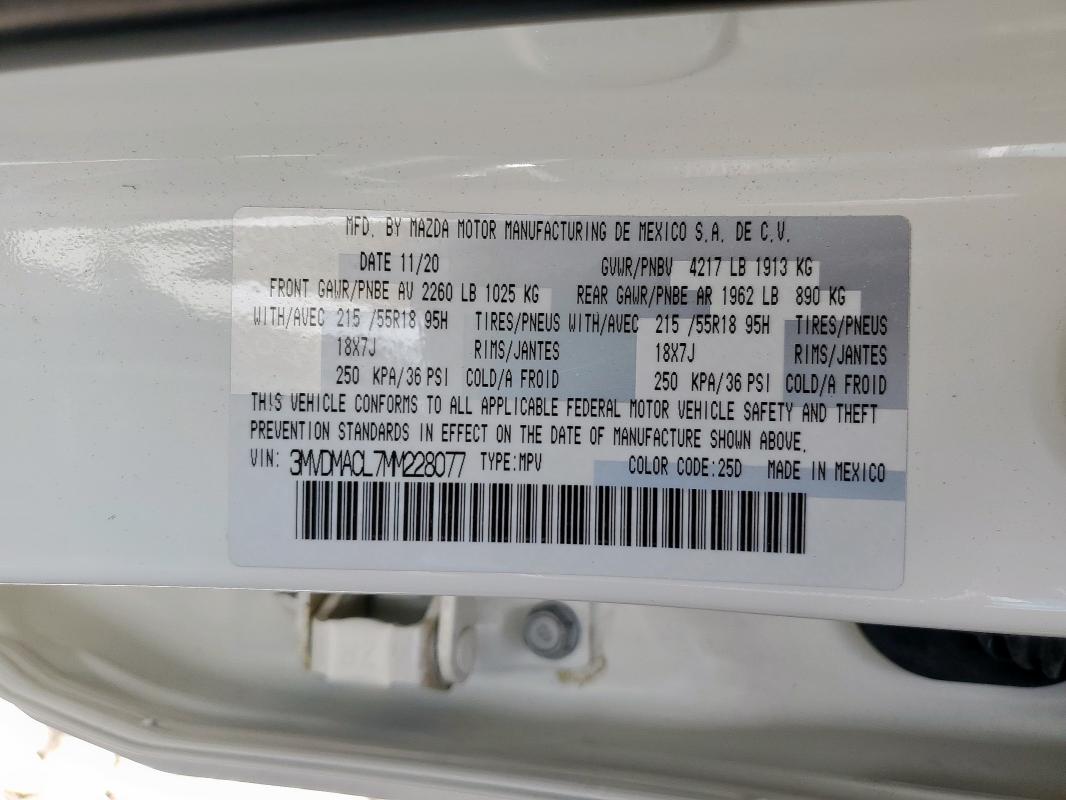 MFD. BY MAZDA MOTOR MANUFACTURING DE MEXICO S.A. DE C.V.
DATE 11/20 GVWR/PNBV 4217 LB 1913 KG
FRONT GAWR/PNBE AV 2260 LB 1025 KG REAR GAWR/PNBE AR 1962 LB 890 KG
WITH/AVEC 215 /55R18 95H TIRES/PNEUS WITH/AVEC 215 /55R18 95H TIRES/PNEUS
18X7J RIMS/JANTES 18X7J RIMS/JANTES
250 KPA/36 PSI COLD/A FROID 250 KPA/36 PSI COLD/A FROID
THIS VEHICLE CONFORMS TO ALL APPLICABLE FEDERAL MOTOR VEHICLE SAFETY AND THEFT
PREVENTION STANDARDS IN EFFECT ON THE DATE OF MANUFACTURE SHOWN ABOVE.
VIN: 3MVDMACL7MM228077 TYPE:MPV COLOR CODE:25D MADE IN MEXICO